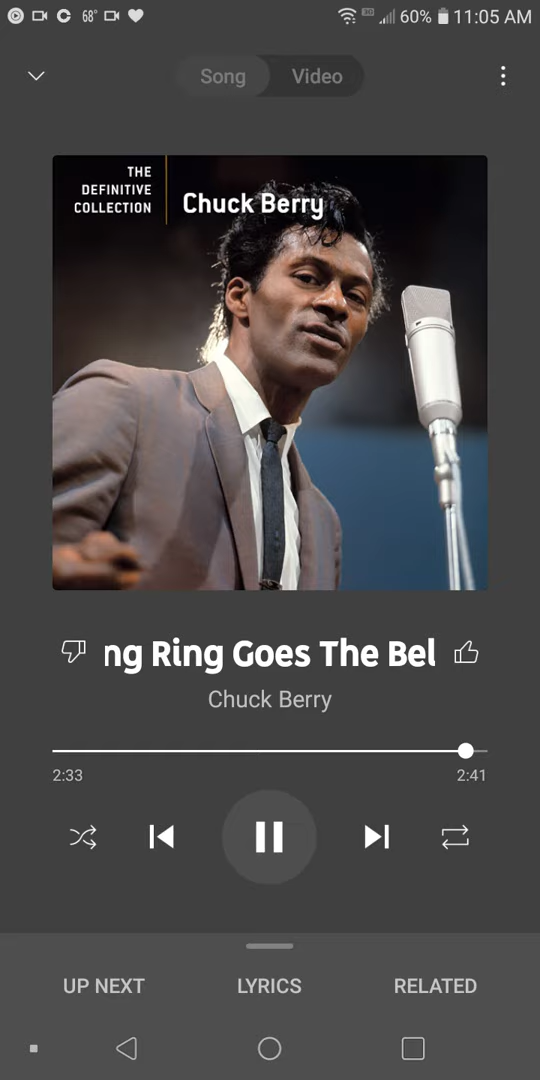 68° 3G 60% 11:05 AM
Song Video
THE
DEFINITIVE
COLLECTION
Chuck Berry
ng Ring Goes The Bel
Chuck Berry
2:33 2:41
UP NEXT LYRICS RELATED